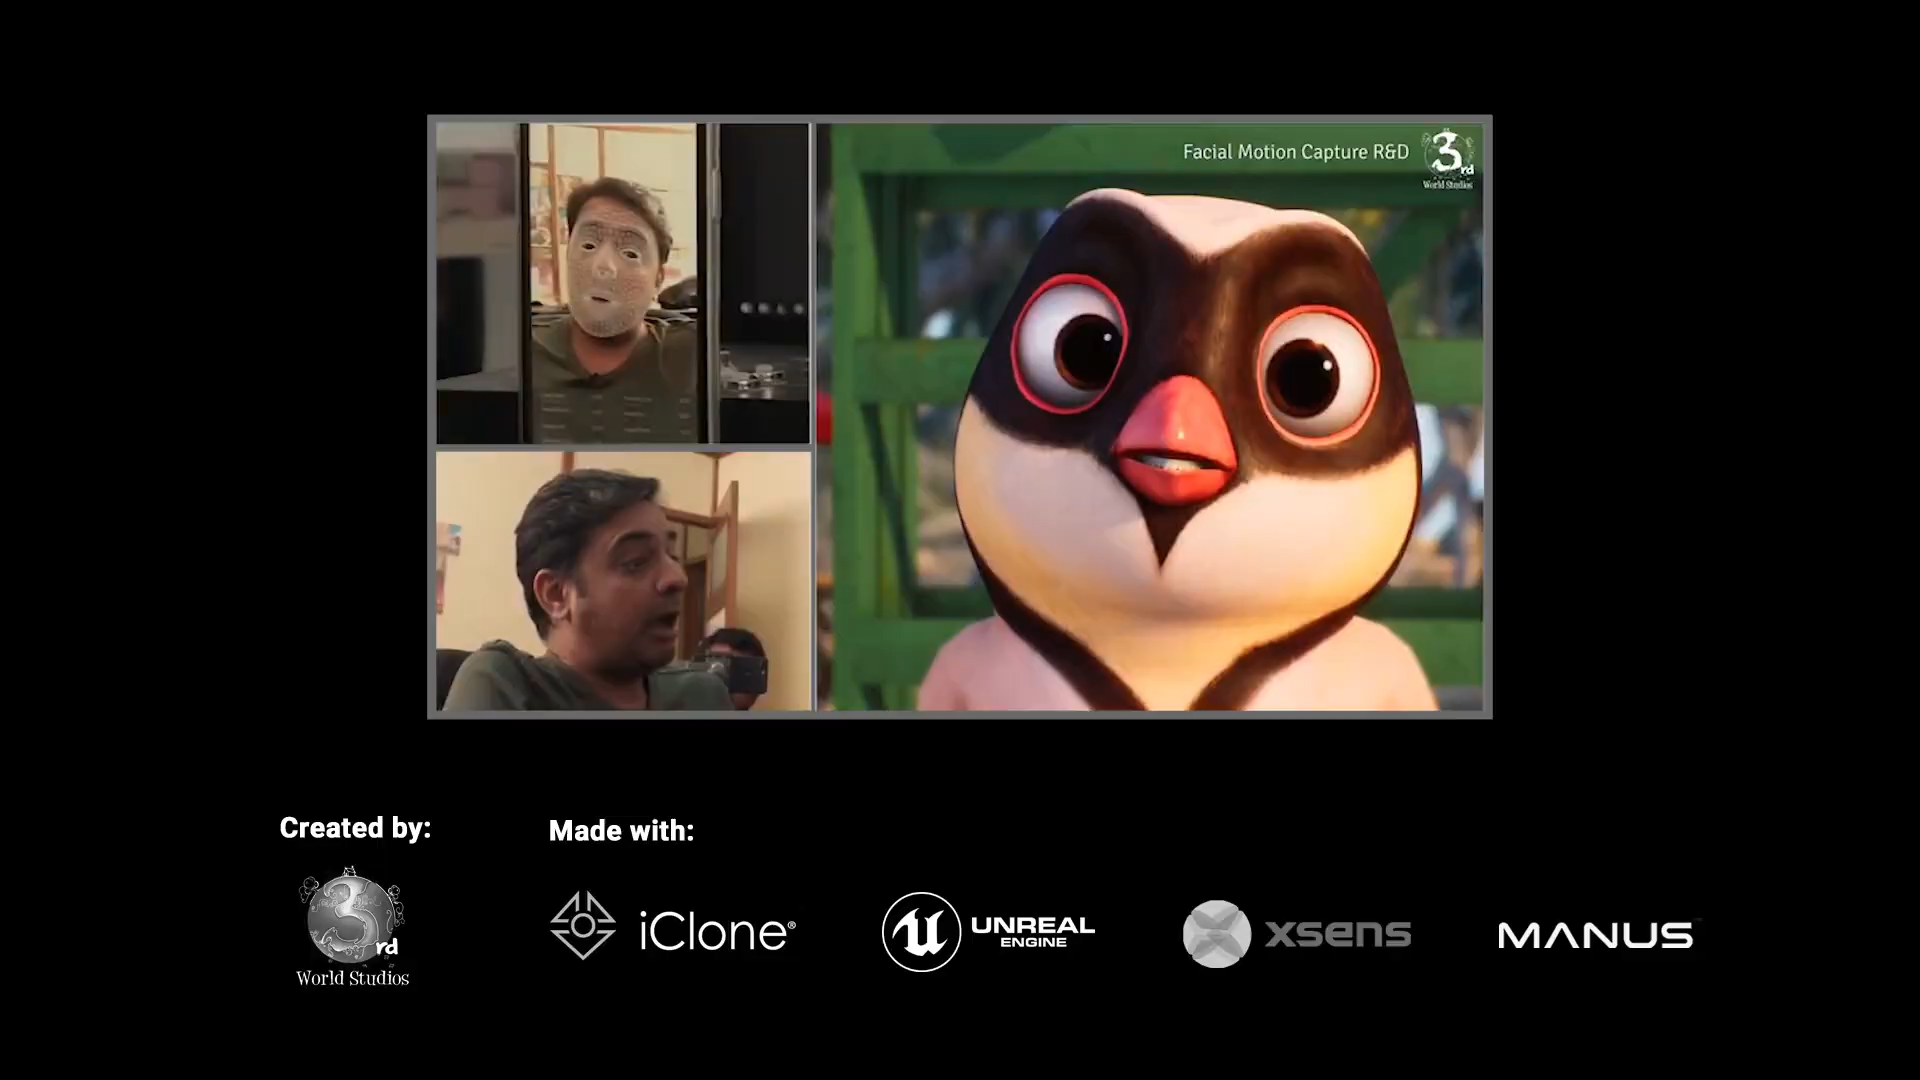 Facial Motion Capture R&D
3rd
World Studios
Created by:
Made with:
3rd
World Studios
iClone®
UNREAL
ENGINE
xsens
MANUS